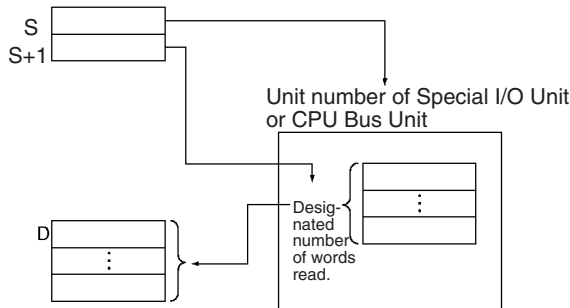 S
S+1
Unit number of Special I/O Unit
or CPU Bus Unit
Desig-
nated
number
of words
read.
D